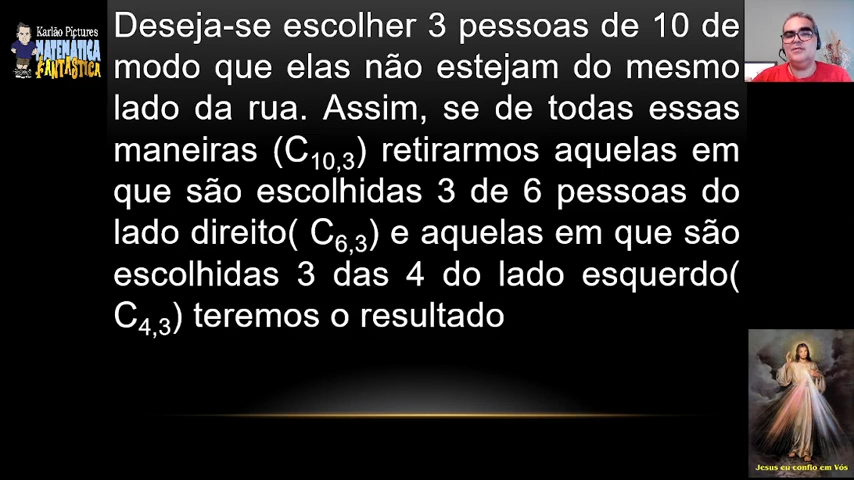 Karlão Pictures
MATEMÁTICA
FANTÁSTICA
Deseja-se escolher 3 pessoas de 10 de
modo que elas não estejam do mesmo
lado da rua. Assim, se de todas essas
maneiras (C10,3) retirarmos aquelas em
que são escolhidas 3 de 6 pessoas do
lado direito( C6,3) e aquelas em que são
escolhidas 3 das 4 do lado esquerdo(
C4,3) teremos o resultado
Jesus eu confio em Vós